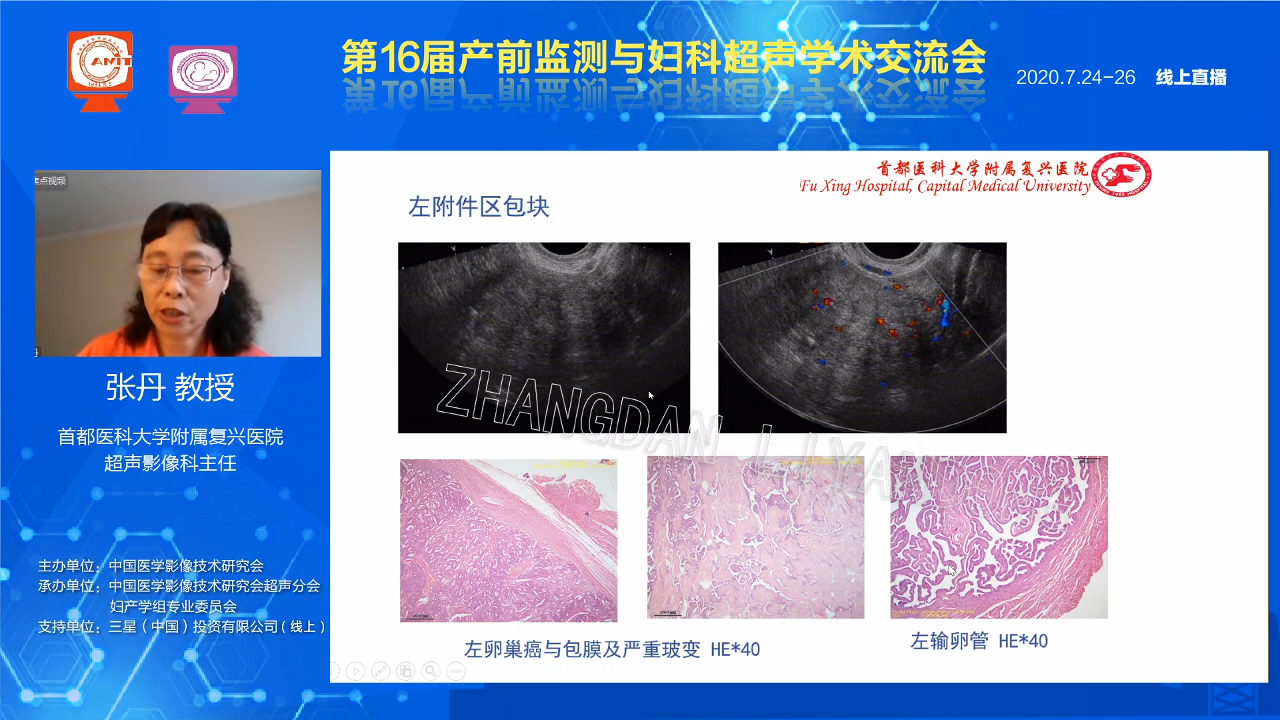 CAMIT
第16届产前监测与妇科超声学术交流会
2020.7.24-26 线上直播
焦点视频
首都医科大学附属复兴医院
Fu Xing Hospital, Capital Medical University
左附件区包块
ZHANGDAN
张丹 教授
首都医科大学附属复兴医院
超声影像科主任
主办单位：中国医学影像技术研究会
承办单位：中国医学影像技术研究会超声分会
妇产学组专业委员会
支持单位：三星（中国）投资有限公司（线上）
左卵巢癌与包膜及严重玻变 HE*40
左输卵管 HE*40